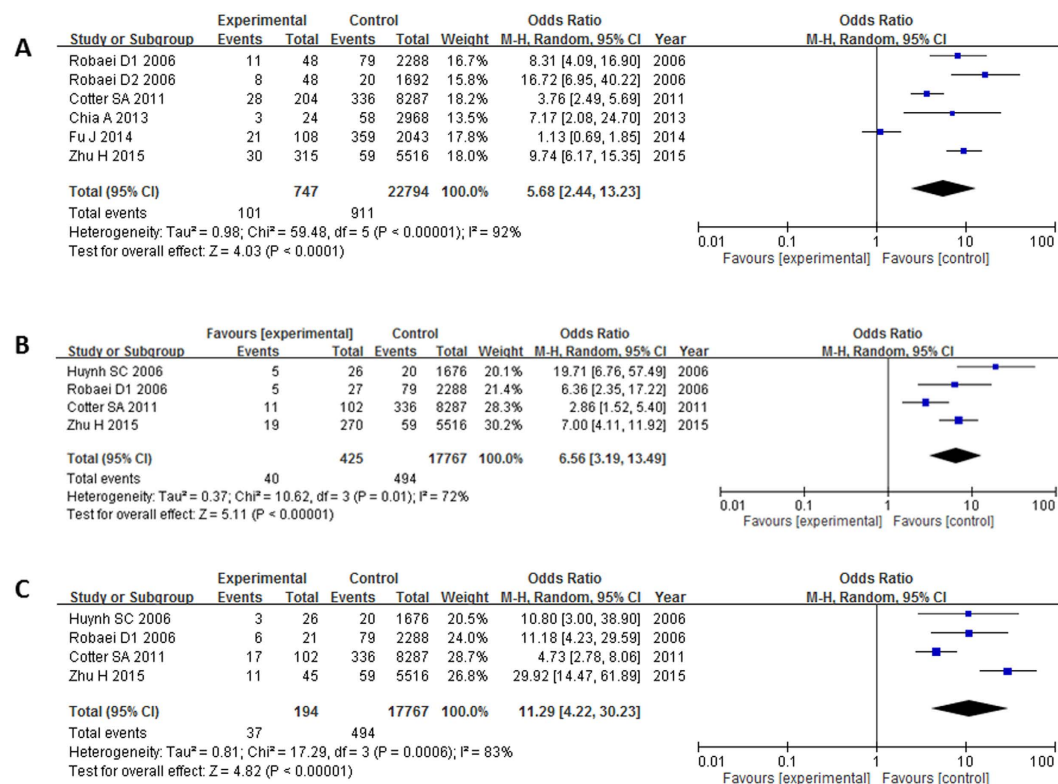 A
Experimental Control Odds Ratio Odds Ratio
Study or Subgroup Events Total Events Total Weight M-H, Random, 95% CI Year M-H, Random, 95% CI
Robaei D1 2006 11 48 79 2288 16.7% 8.31 [4.09, 16.90] 2006
Robaei D2 2006 8 48 20 1692 15.8% 16.72 [6.95, 40.22] 2006
Cotter SA 2011 28 204 336 8287 18.2% 3.76 [2.49, 5.69] 2011
Chia A 2013 3 24 58 2968 13.5% 7.17 [2.08, 24.70] 2013
Fu J 2014 21 108 359 2043 17.8% 1.13 [0.69, 1.85] 2014
Zhu H 2015 30 315 59 5516 18.0% 9.74 [6.17, 15.35] 2015
Total (95% CI) 747 22794 100.0% 5.68 [2.44, 13.23]
Total events 101 911
Heterogeneity: Tau² = 0.98; Chi² = 59.48, df = 5 (P < 0.00001); I² = 92%
Test for overall effect: Z = 4.03 (P < 0.0001)
0.01 0.1 1 10 100
Favours [experimental] Favours [control]
B
Favours [experimental] Control Odds Ratio Odds Ratio
Study or Subgroup Events Total Events Total Weight M-H, Random, 95% CI Year M-H, Random, 95% CI
Huynh SC 2006 5 26 20 1676 20.1% 19.71 [6.76, 57.49] 2006
Robaei D1 2006 5 27 79 2288 21.4% 6.36 [2.35, 17.22] 2006
Cotter SA 2011 11 102 336 8287 28.3% 2.86 [1.52, 5.40] 2011
Zhu H 2015 19 270 59 5516 30.2% 7.00 [4.11, 11.92] 2015
Total (95% CI) 425 17767 100.0% 6.56 [3.19, 13.49]
Total events 40 494
Heterogeneity: Tau² = 0.37; Chi² = 10.62, df = 3 (P = 0.01); I² = 72%
Test for overall effect: Z = 5.11 (P < 0.00001)
0.01 0.1 1 10 100
Favours [experimental] Favours [control]
C
Experimental Control Odds Ratio Odds Ratio
Study or Subgroup Events Total Events Total Weight M-H, Random, 95% CI Year M-H, Random, 95% CI
Huynh SC 2006 3 26 20 1676 20.5% 10.80 [3.00, 38.90] 2006
Robaei D1 2006 6 21 79 2288 24.0% 11.18 [4.23, 29.59] 2006
Cotter SA 2011 17 102 336 8287 28.7% 4.73 [2.78, 8.06] 2011
Zhu H 2015 11 45 59 5516 26.8% 29.92 [14.47, 61.89] 2015
Total (95% CI) 194 17767 100.0% 11.29 [4.22, 30.23]
Total events 37 494
Heterogeneity: Tau² = 0.81; Chi² = 17.29, df = 3 (P = 0.0006); I² = 83%
Test for overall effect: Z = 4.82 (P < 0.00001)
0.01 0.1 1 10 100
Favours [experimental] Favours [control]